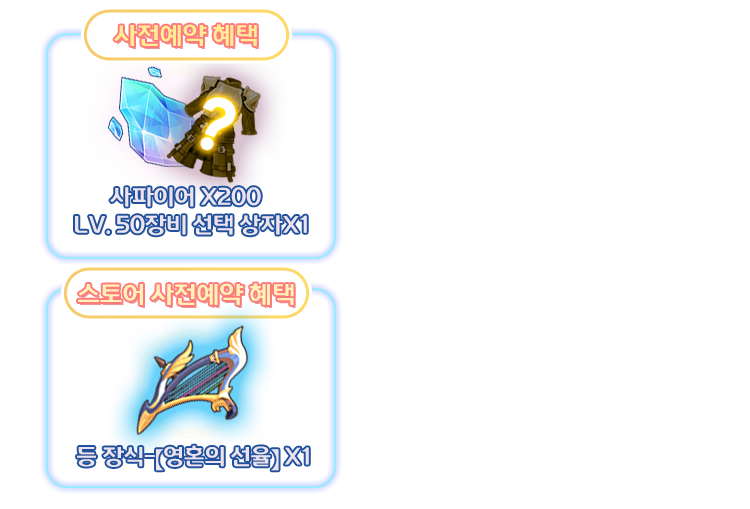 사전예약 혜택
?
사파이어 X200
LV. 50장비 선택 상자X1
스토어 사전예약 혜택
등 장식-[영혼의 선율] X1